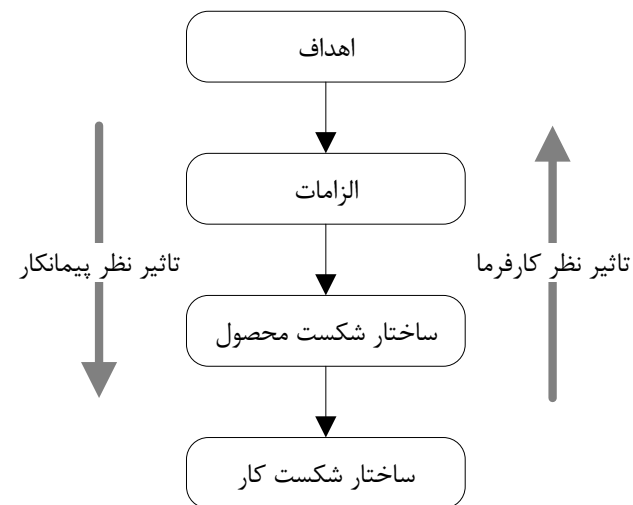 اهداف
الزامات
تاثیر نظر کارفرما
تاثیر نظر پیمانکار
ساختار شکست محصول
ساختار شکست کار